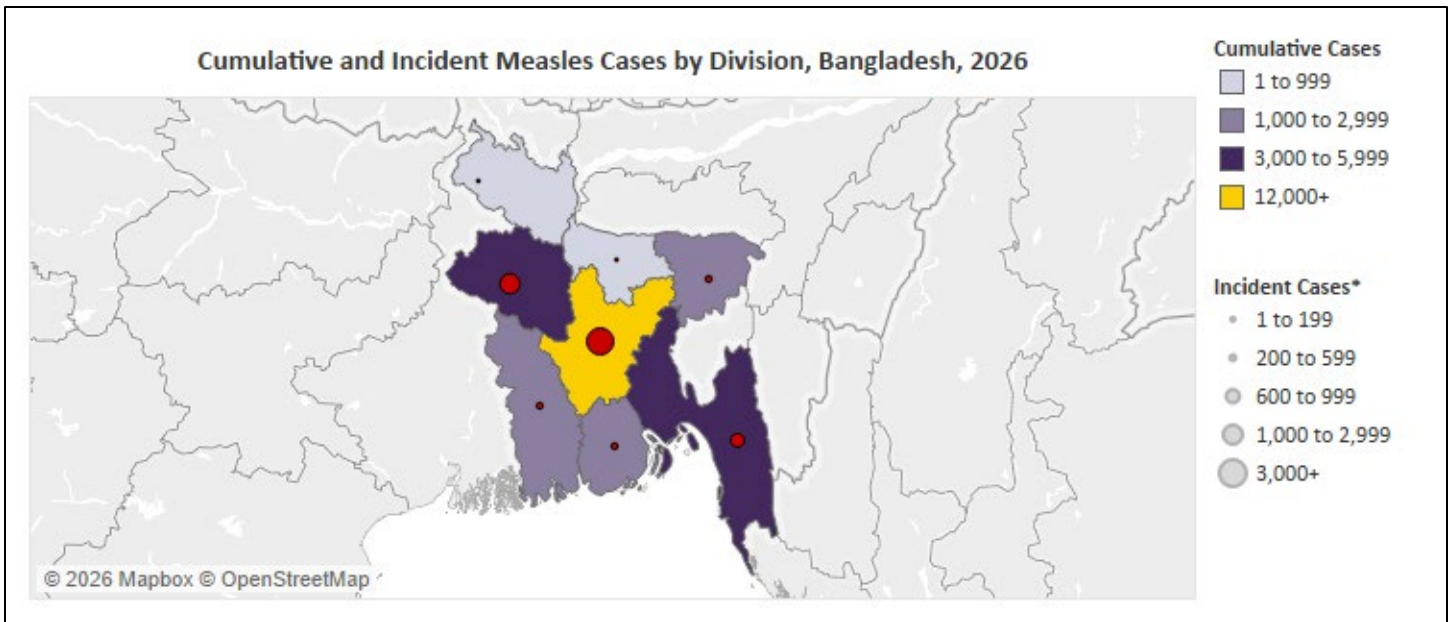 Cumulative and Incident Measles Cases by Division, Bangladesh, 2026
Cumulative Cases
1 to 999
1,000 to 2,999
3,000 to 5,999
12,000+
Incident Cases*
1 to 199
200 to 599
600 to 999
1,000 to 2,999
3,000+
© 2026 Mapbox © OpenStreetMap